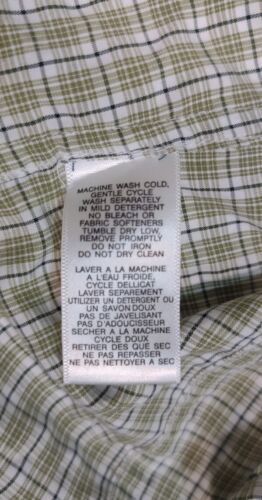 MACHINE WASH COLD,
GENTLE CYCLE
WASH SEPARATELY
IN MILD DETERGENT
NO BLEACH OR
FABRIC SOFTENERS
TUMBLE DRY LOW,
REMOVE PROMPTLY
DO NOT IRON
DO NOT DRY CLEAN
LAVER A LA MACHINE
A L'EAU FROIDE,
CYCLE DELLICAT
LAVER SEPAREMENT
UTILIZER UN DETERGENT OU
UN SAVON DOUX
PAS DE JAVELISANT
PAS D'ADOUCISSEUR
SECHER A LA MACHINE
CYCLE DOUX
RETIRER DES QUE SEC
NE PAS REPASSER
NE PAS NETTOYER A SEC